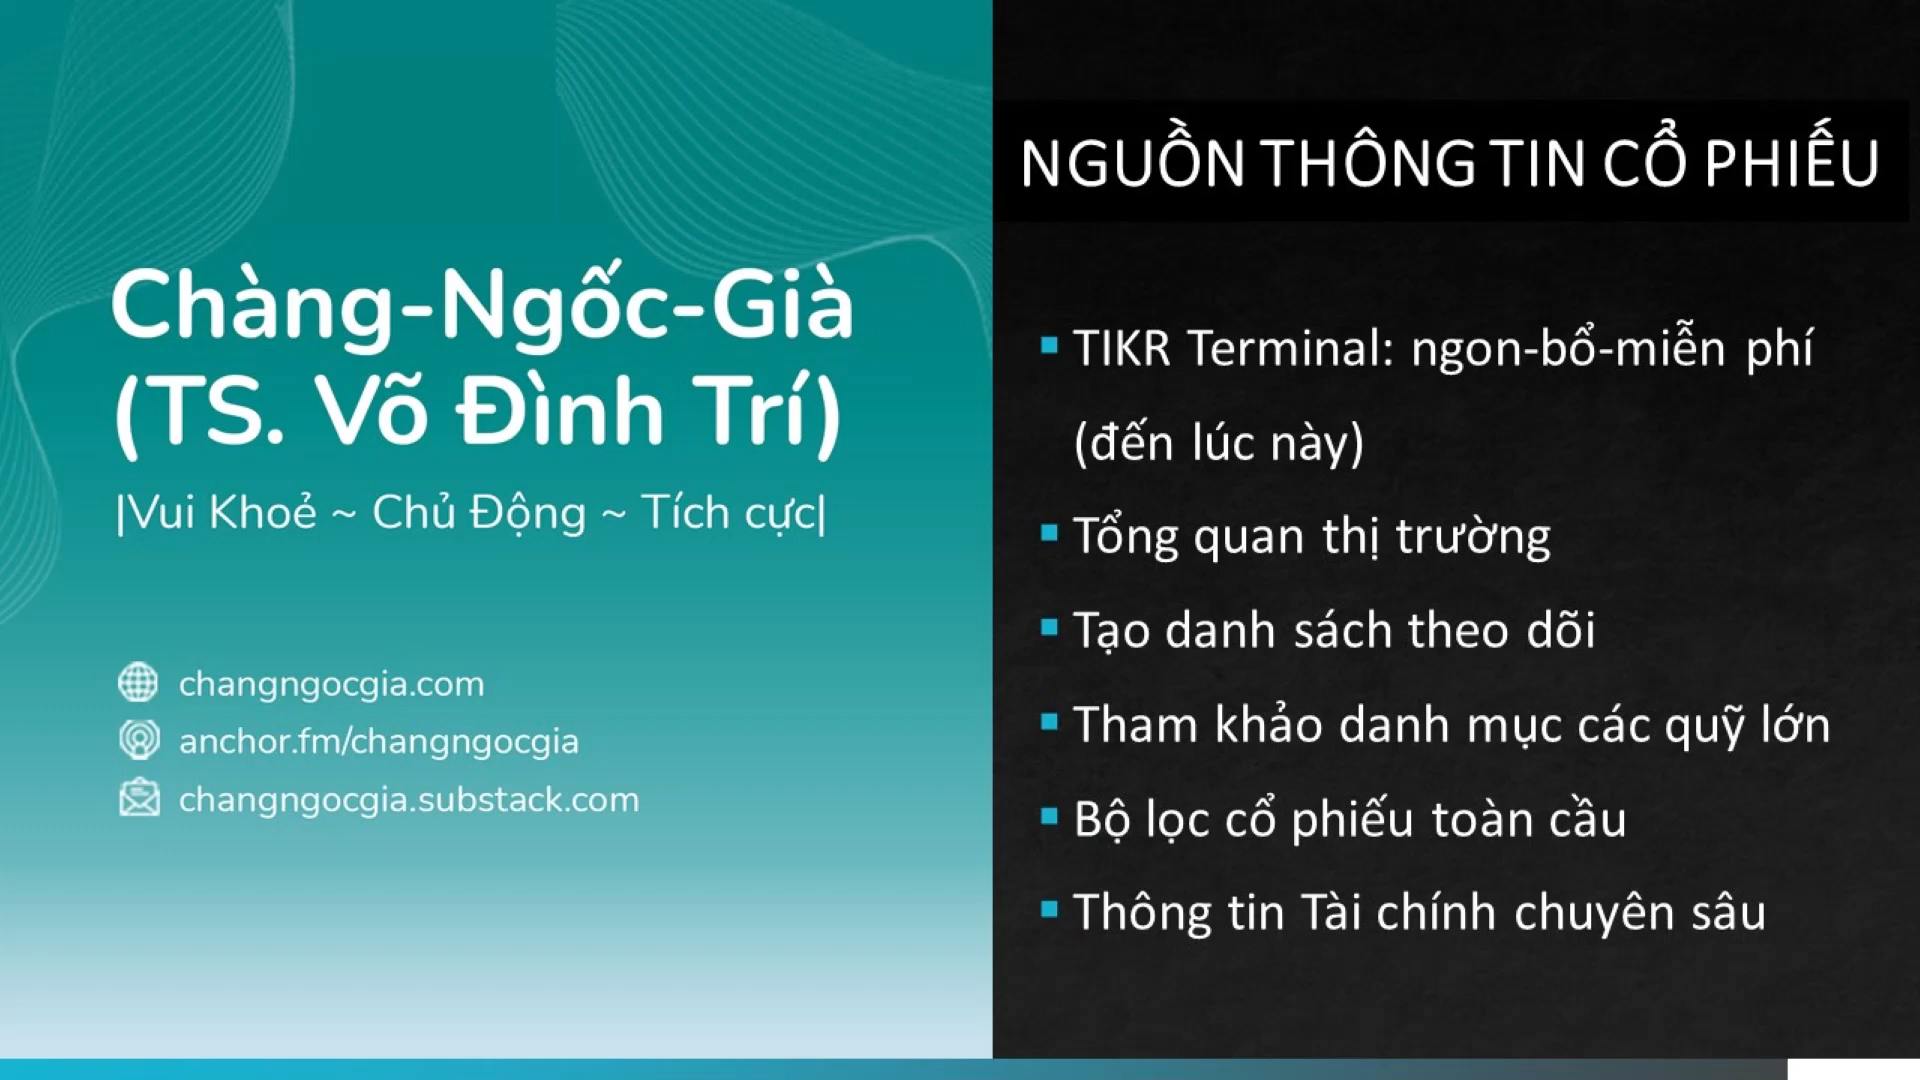 Chàng-Ngốc-Già
(TS. Võ Đình Trí)
|Vui Khoẻ ~ Chủ Động ~ Tích cực|
changngocgia.com
anchor.fm/changngocgia
changngocgia.substack.com
NGUỒN THÔNG TIN CỔ PHIẾU
▪ TIKR Terminal: ngon-bổ-miễn phí
(đến lúc này)
▪ Tổng quan thị trường
▪ Tạo danh sách theo dõi
▪ Tham khảo danh mục các quỹ lớn
▪ Bộ lọc cổ phiếu toàn cầu
▪ Thông tin Tài chính chuyên sâu